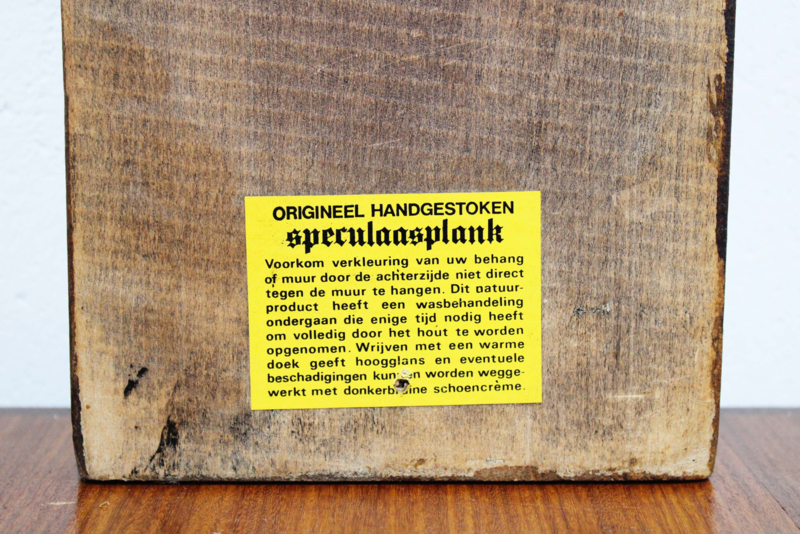 ORIGINEEL HANDGESTOKEN
speculaasplank
Voorkom verkleuring van uw behang
of muur door de achterzijde niet direct
tegen de muur te hangen. Dit natuur-
product heeft een wasbehandeling
ondergaan die enige tijd nodig heeft
om volledig door het hout te worden
opgenomen. Wrijven met een warme
doek geeft hoogglans en eventuele
beschadigingen kunnen worden wegge-
werkt met donkerbruine schoencrème.